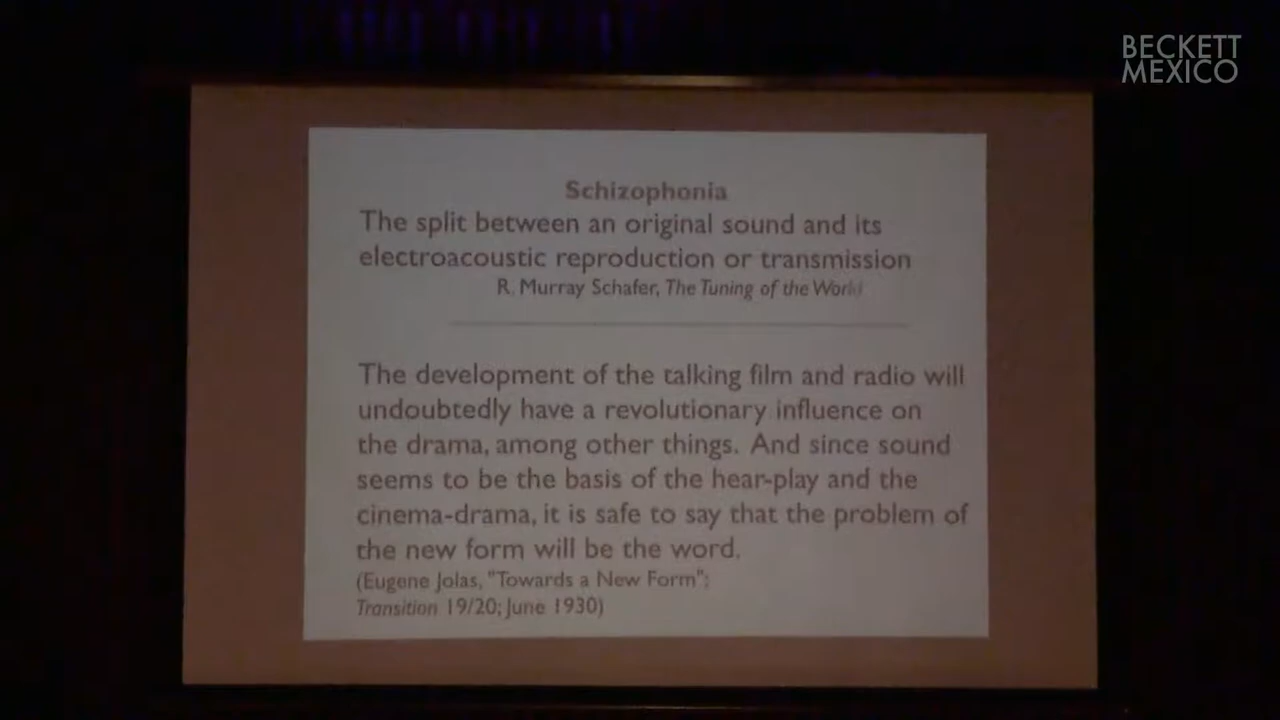 BECKETT
MEXICO
Schizophonia
The split between an original sound and its
electroacoustic reproduction or transmission
R. Murray Schafer, The Tuning of the World
The development of the talking film and radio will
undoubtedly have a revolutionary influence on
the drama, among other things. And since sound
seems to be the basis of the hear-play and the
cinema-drama, it is safe to say that the problem of
the new form will be the word.
(Eugene Jolas, "Towards a New Form";
Transition 19/20; June 1930)